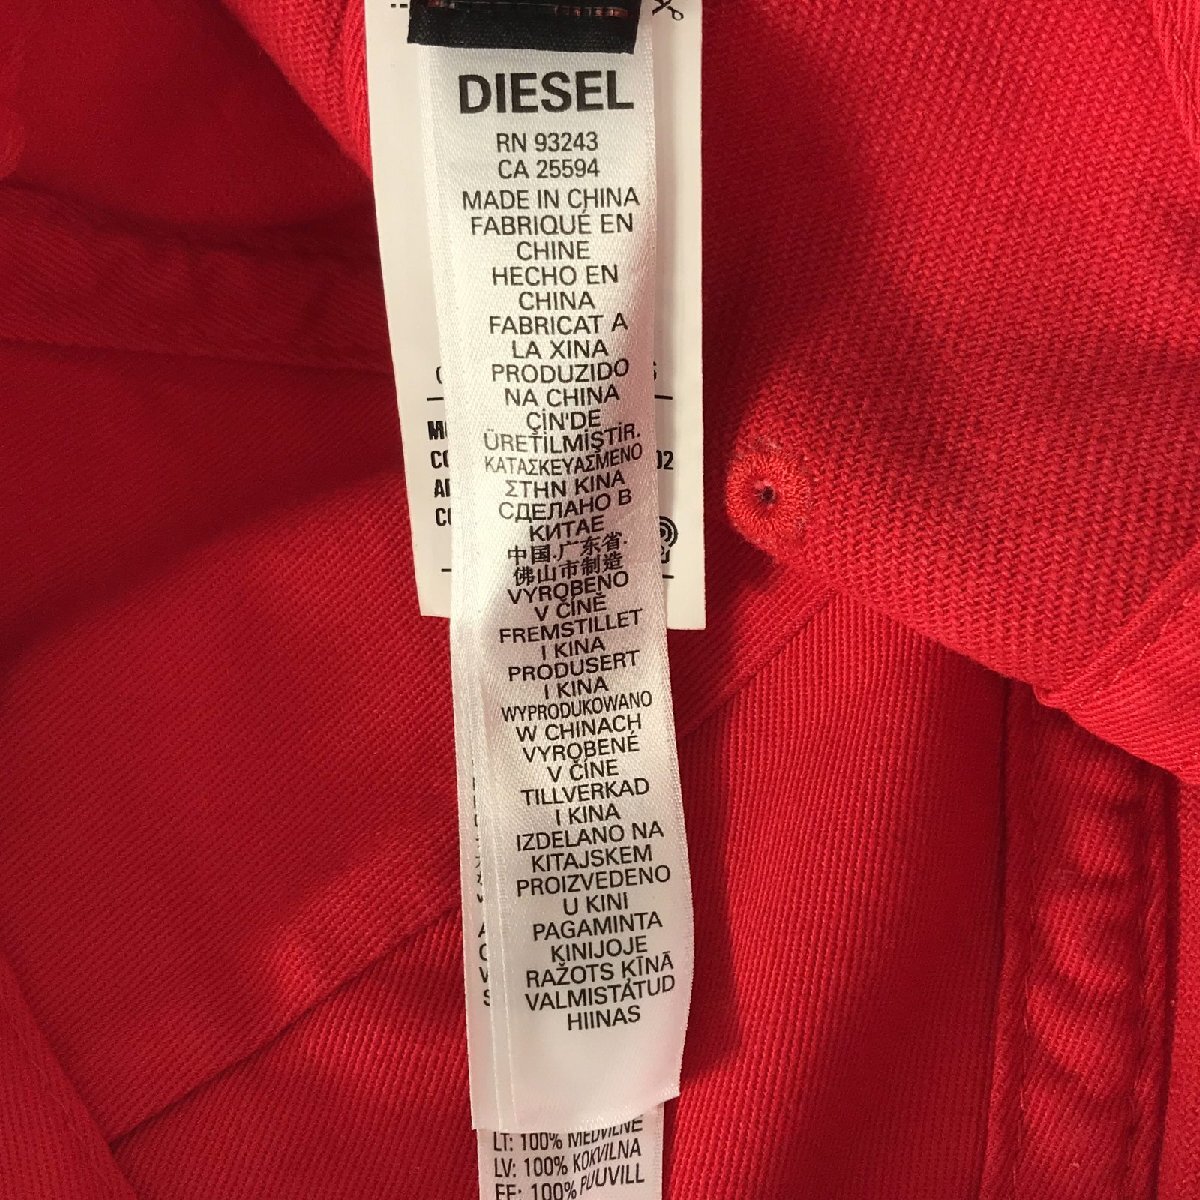 DIESEL
RN 93243
CA 25594
MADE IN CHINA
FABRIQUÉ EN
CHINE
HECHO EN
CHINA
FABRICAT A
LA XINA
PRODUZIDO
NA CHINA
ÇİN'DE
ÜRETİLMİŞTİR.
ΚΑΤΑΣΚΕΥΑΣΜΕΝΟ
ΣΤΗΝ ΚΙΝΑ
СДЕЛАНО В
КИТАЕ
中国.广东省.
佛山市制造
VYROBENO
V ČÍNĚ
FREMSTILLET
I KINA
PRODUSERT
I KINA
WYPRODUKOWANO
W CHINACH
VYROBENÉ
V ČÍNE
TILLVERKAD
I KINA
IZDELANO NA
KITAJSKEM
PROIZVEDENO
U KINI
PAGAMINTA
KINIJOJE
RAŽOTS ĶĪNĀ
VALMISTATUD
HIINAS
LT: 100% MEDVILNĖ
LV: 100% KOKVILNA
EE: 100% PUUVILL